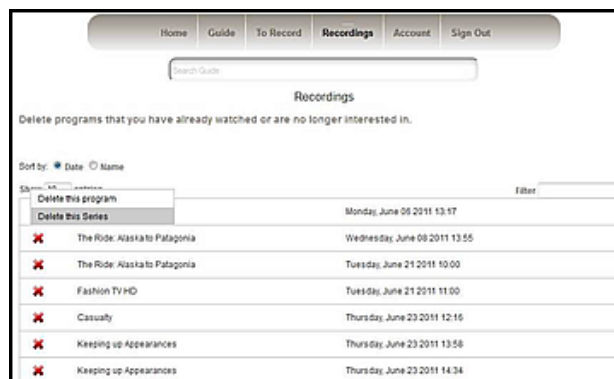 Home Guide To Record Recordings Account Sign Out
Search Guide
Recordings
Delete programs that you have already watched or are no longer interested in.
Sort by: Date Name
Show 10 entries Filter
Delete this program
Delete this Series
Monday, June 06 2011 13:17
The Ride: Alaska to Patagonia Wednesday, June 08 2011 13:55
The Ride: Alaska to Patagonia Tuesday, June 21 2011 10:00
Fashion TV HD Tuesday, June 21 2011 11:00
Casualty Thursday, June 23 2011 12:16
Keeping up Appearances Thursday, June 23 2011 13:58
Keeping up Appearances Thursday, June 23 2011 14:34